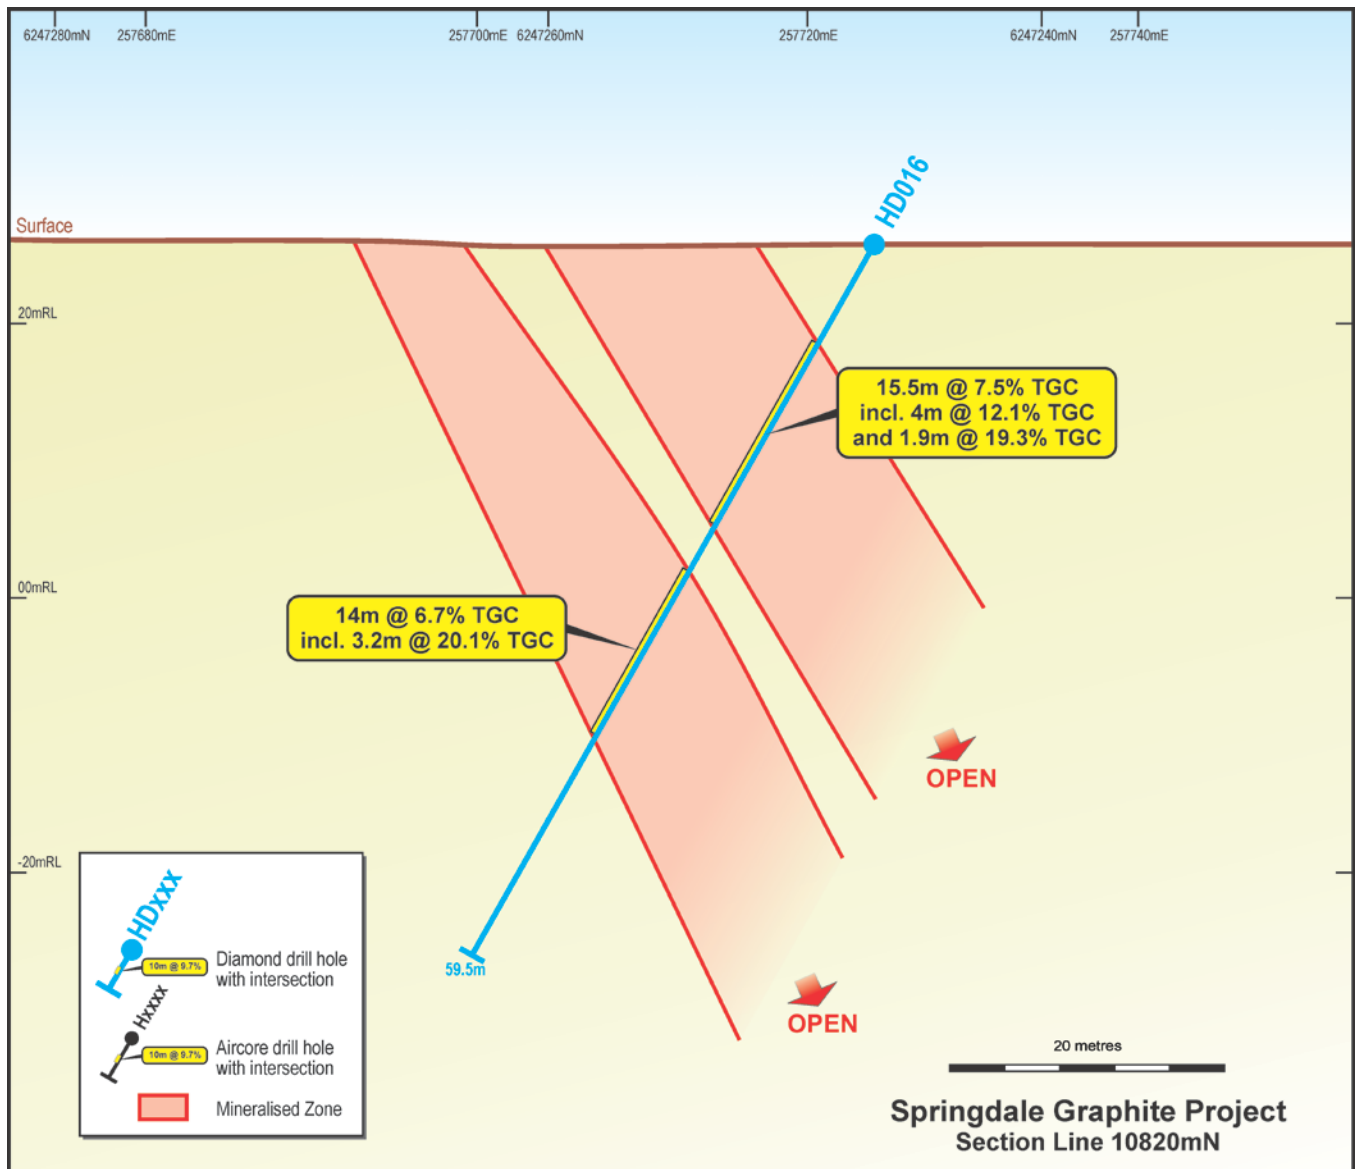 6247280mN
257680mE
257700mE
6247260mN
257720mE
6247240mN
257740mE
HD016
Surface
20mRL
15.5m @ 7.5% TGC
incl. 4m @ 12.1% TGC
and 1.9m @ 19.3% TGC
00mRL
14m @ 6.7% TGC
incl. 3.2m @ 20.1% TGC
OPEN
-20mRL
59.5m
OPEN
HDxxx
10m @ 9.7%
Diamond drill hole
with intersection
Hxxxx
10m @ 9.7%
Aircore drill hole
with intersection
Mineralised Zone
20 metres
Springdale Graphite Project
Section Line 10820mN